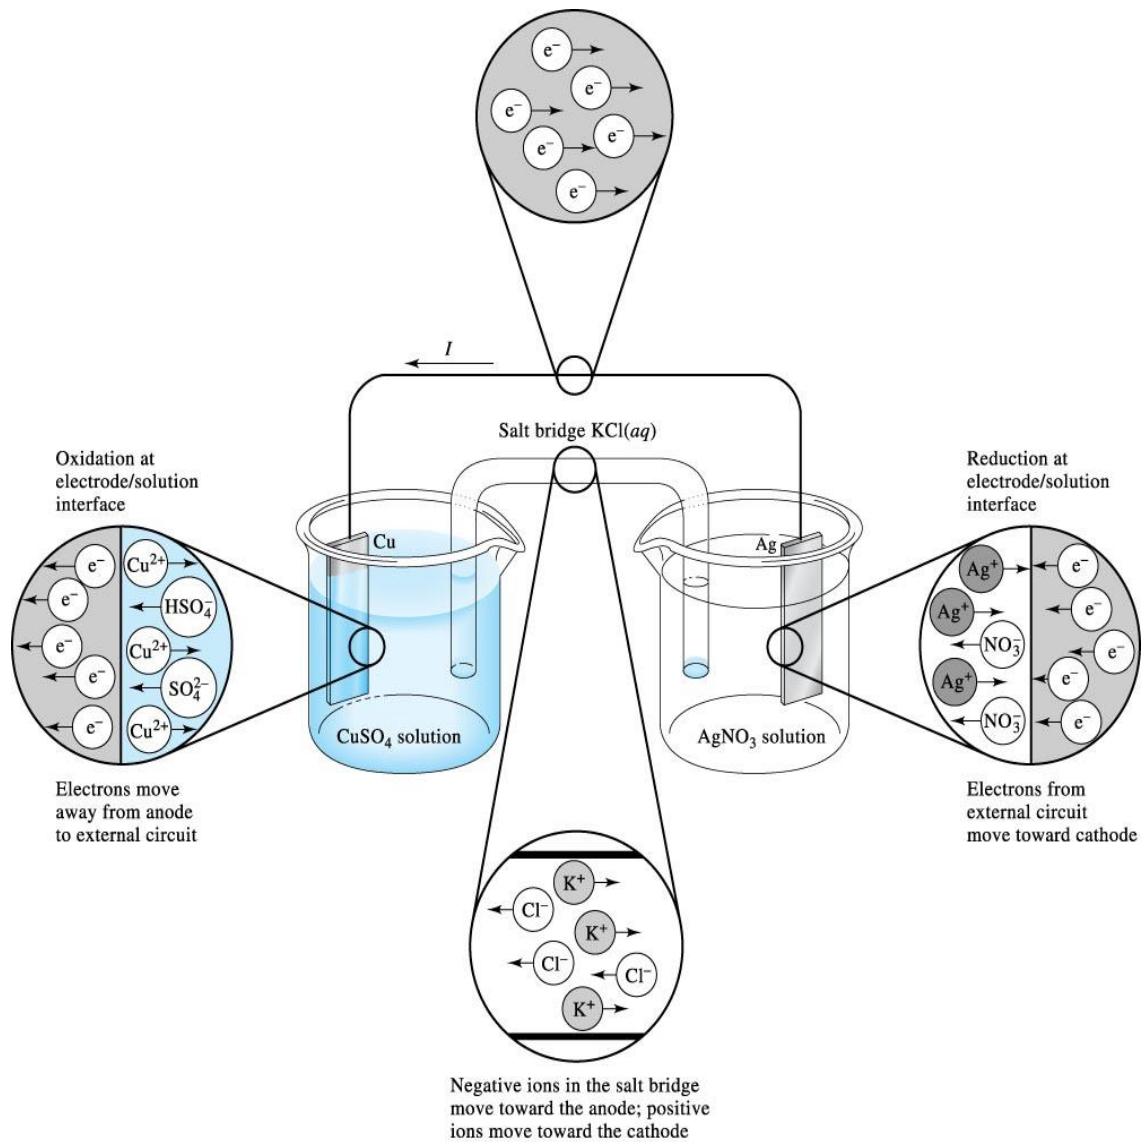 e⁻
e⁻
e⁻
e⁻
e⁻
e⁻
I
Salt bridge KCl(aq)
Oxidation at
electrode/solution
interface
Reduction at
electrode/solution
interface
Cu
Ag
e⁻
e⁻
e⁻
e⁻
e⁻
Cu²⁺
HSO₄⁻
Cu²⁺
SO₄²⁻
Cu²⁺
CuSO₄ solution
AgNO₃ solution
Ag⁺
Ag⁺
NO₃⁻
Ag⁺
NO₃⁻
e⁻
e⁻
e⁻
e⁻
e⁻
Electrons move
away from anode
to external circuit
Electrons from
external circuit
move toward cathode
K⁺
Cl⁻
K⁺
Cl⁻
Cl⁻
K⁺
Negative ions in the salt bridge
move toward the anode; positive
ions move toward the cathode